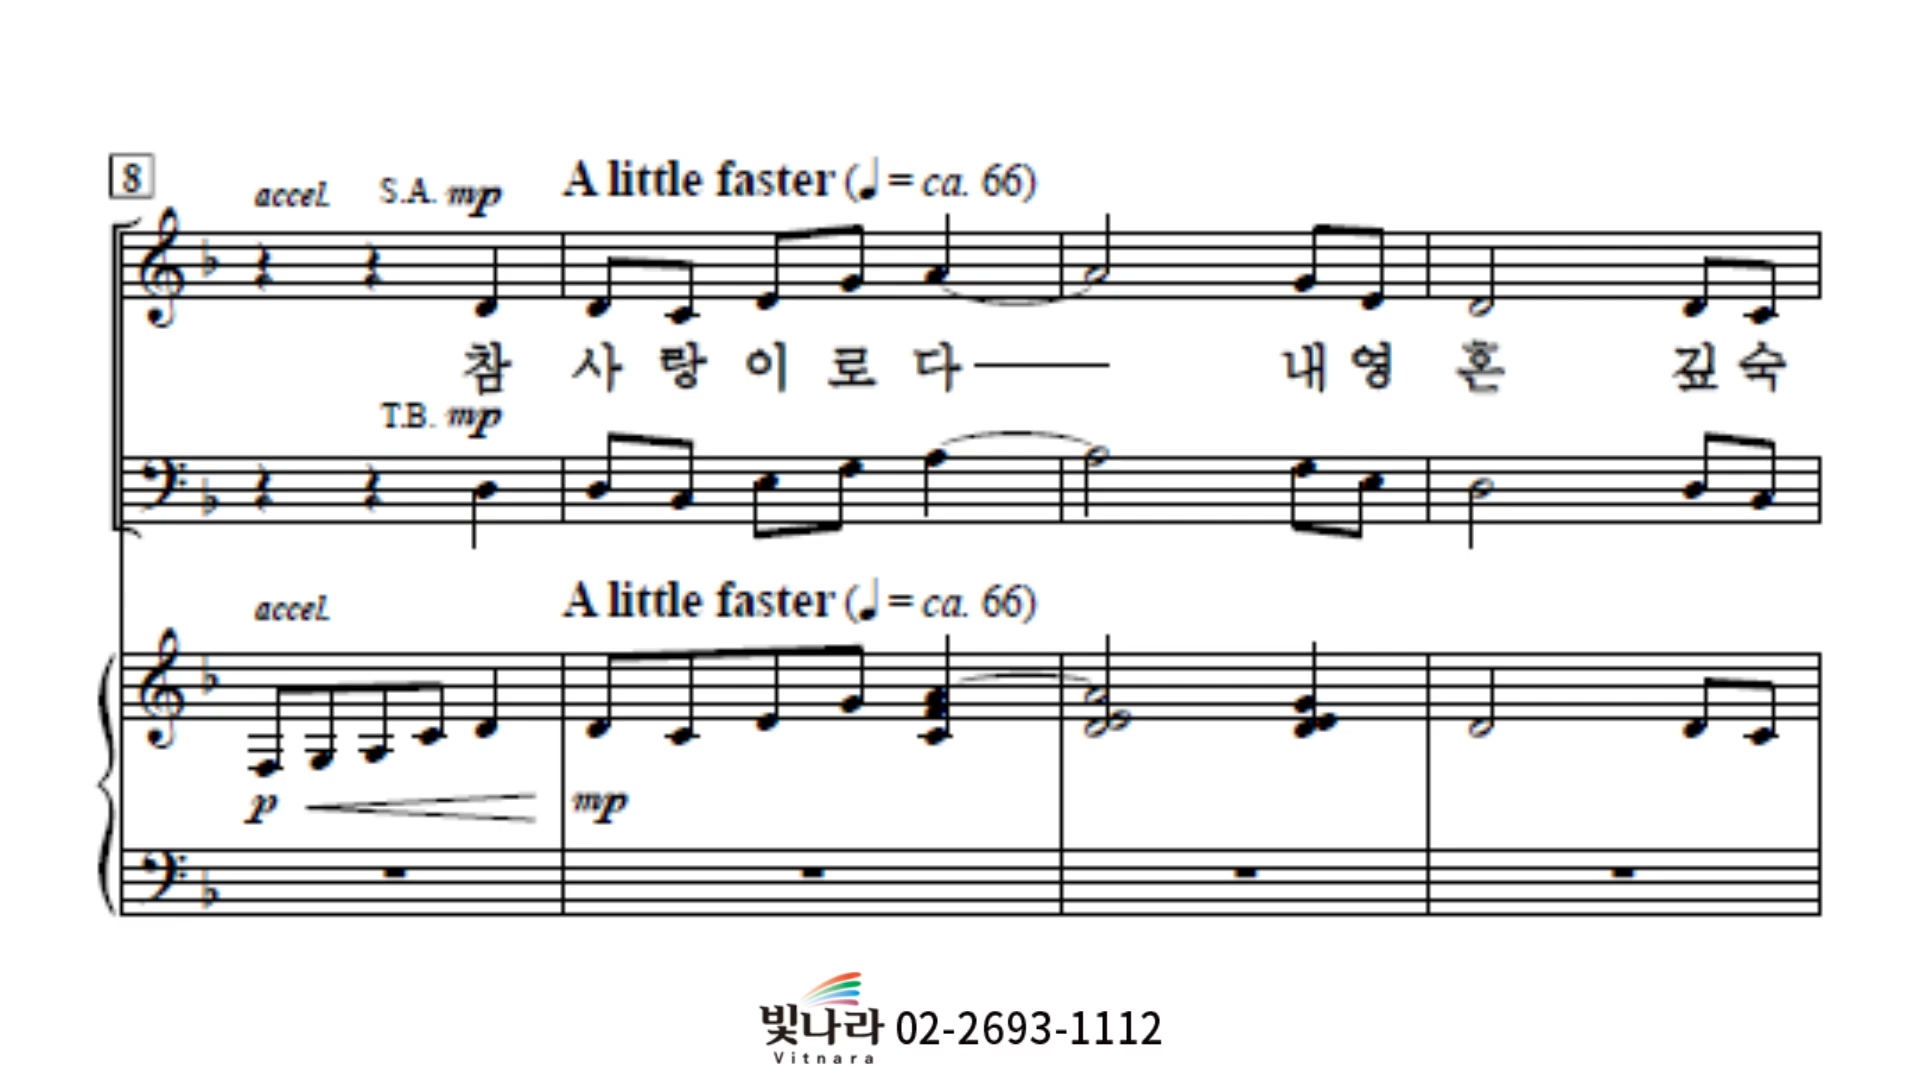 8
accel. S.A. mp A little faster (♩ = ca. 66)
참 사 랑 이 로 다 내 영 혼 깊 숙
T.B. mp
accel. A little faster (♩ = ca. 66)
p mp
빛나라 02-2693-1112
Vitnara